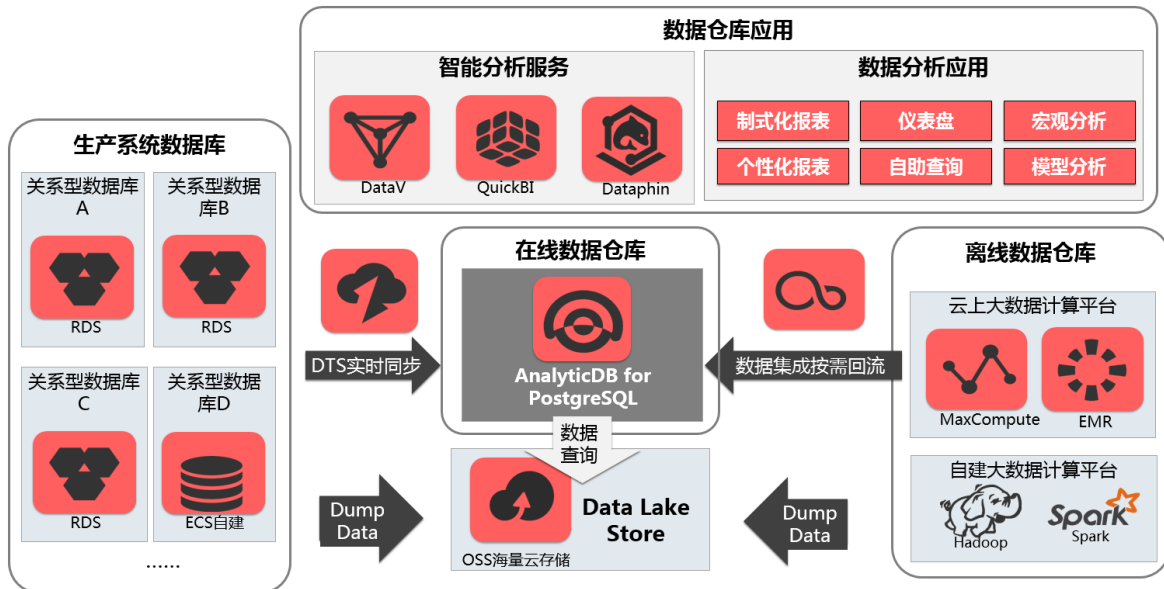 数据仓库应用
智能分析服务
DataV
QuickBI
Dataphin
数据分析应用
制式化报表
仪表盘
宏观分析
个性化报表
自助查询
模型分析
生产系统数据库
关系型数据库
A
RDS
关系型数据
库B
RDS
关系型数据库
C
RDS
关系型数据
库D
ECS自建
......
DTS实时同步
在线数据仓库
AnalyticDB for
PostgreSQL
数据集成按需回流
数据
查询
Dump
Data
Data Lake
Store
OSS海量云存储
Dump
Data
离线数据仓库
云上大数据计算平台
MaxCompute
EMR
自建大数据计算平台
Hadoop
Spark
Spark